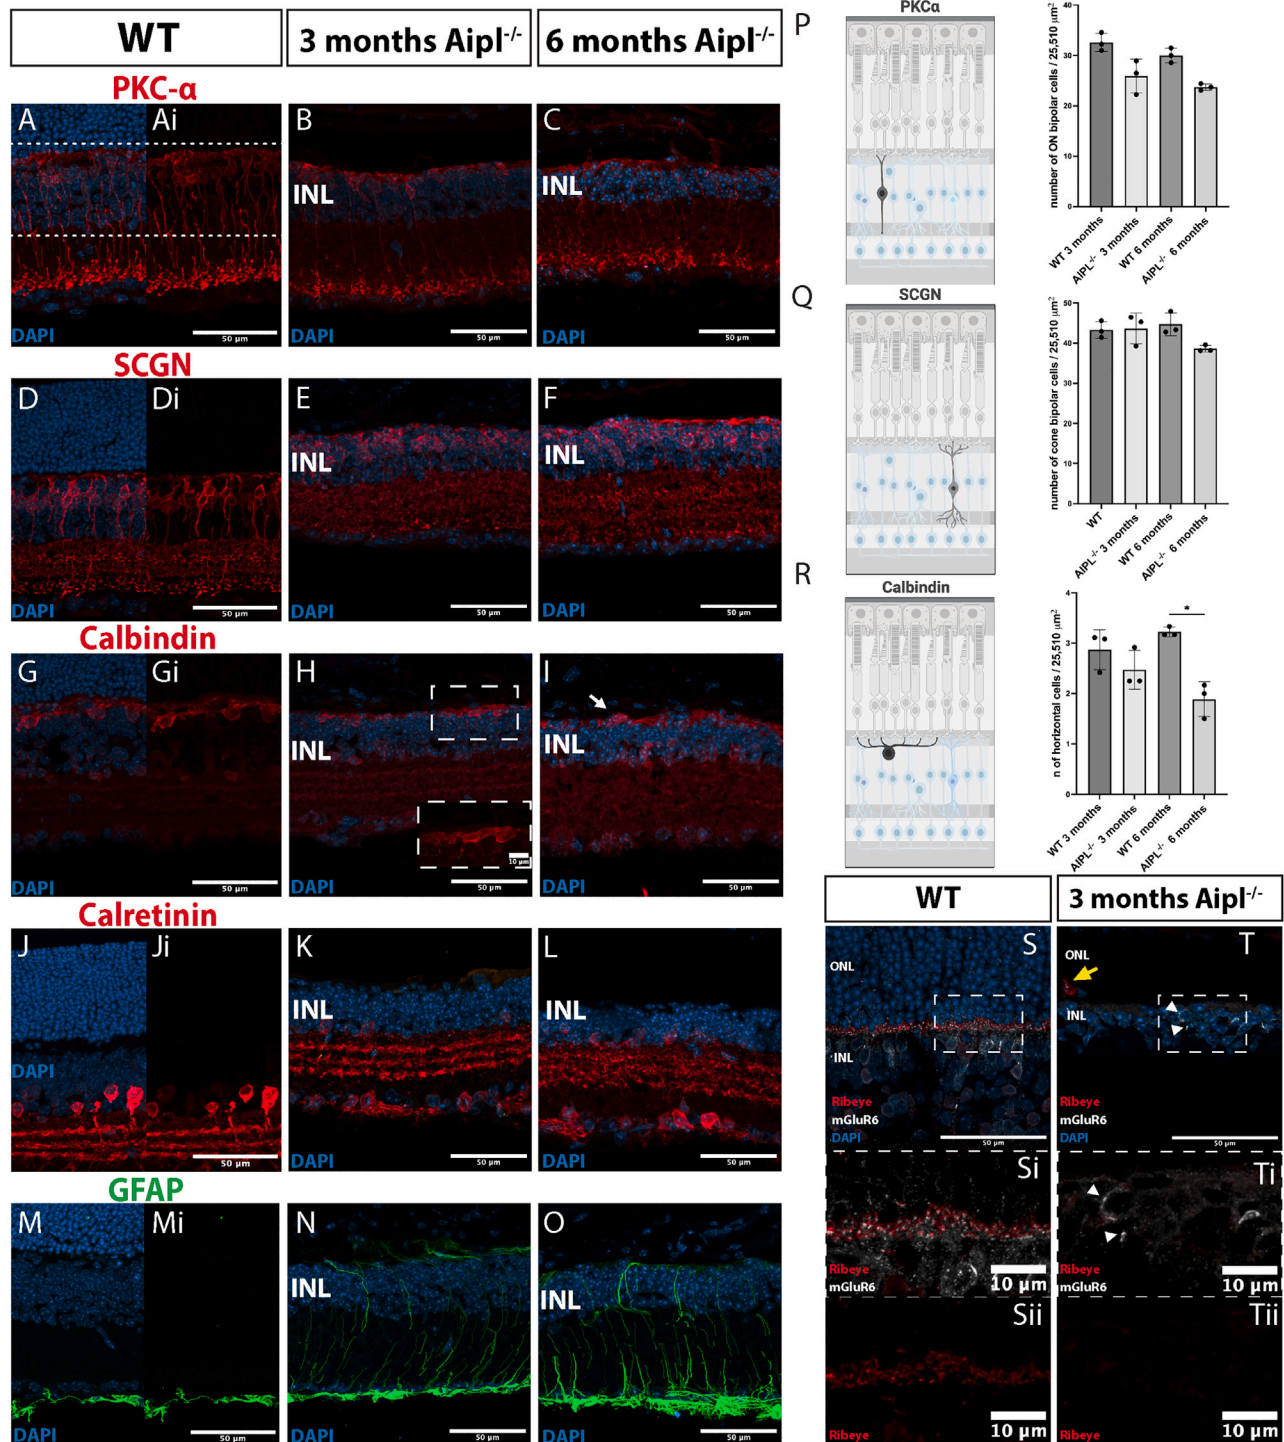 WT
3 months Aipl-/-
6 months Aipl-/-
PKC-α
A
Ai
B
C
INL
INL
DAPI
50 µm
DAPI
50 µm
DAPI
50 µm
SCGN
D
Di
E
F
INL
INL
DAPI
50 µm
DAPI
50 µm
DAPI
50 µm
Calbindin
G
Gi
H
I
INL
INL
10 µm
DAPI
50 µm
DAPI
50 µm
DAPI
50 µm
Calretinin
J
Ji
K
L
INL
INL
DAPI
50 µm
DAPI
50 µm
DAPI
50 µm
GFAP
M
Mi
N
O
INL
INL
DAPI
50 µm
DAPI
50 µm
DAPI
50 µm
P
PKCα
number of ON bipolar cells / 25,510 µm2
40
30
20
10
0
WT 3 months
AIPL-/- 3 months
WT 6 months
AIPL-/- 6 months
Q
SCGN
number of cone bipolar cells / 25,510 µm2
50
40
30
20
10
0
WT
AIPL-/- 3 months
WT 6 months
AIPL-/- 6 months
R
Calbindin
n of horizontal cells / 25,510 µm2
4
3
2
1
0
*
WT 3 months
AIPL-/- 3 months
WT 6 months
AIPL-/- 6 months
WT
3 months Aipl-/-
S
ONL
INL
Ribeye
mGluR6
DAPI
50 µm
T
ONL
INL
Ribeye
mGluR6
DAPI
50 µm
Si
Ribeye
mGluR6
10 µm
Ti
Ribeye
mGluR6
10 µm
Sii
Ribeye
10 µm
Tii
Ribeye
10 µm